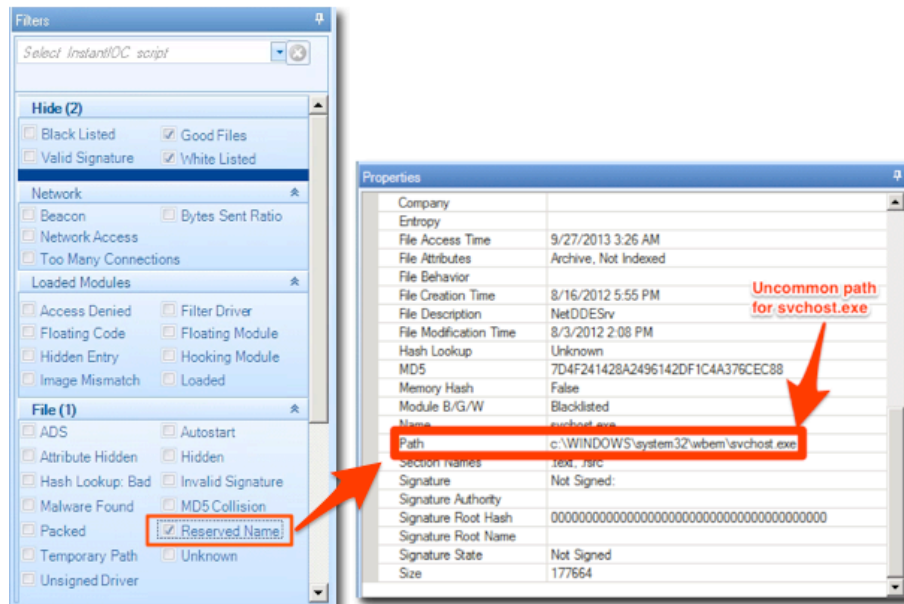 Filters
Select InstantIOC script
Hide (2)
Black Listed Good Files
Valid Signature White Listed
Network
Beacon Bytes Sent Ratio
Network Access
Too Many Connections
Loaded Modules
Access Denied Filter Driver
Floating Code Floating Module
Hidden Entry Hooking Module
Image Mismatch Loaded
File (1)
ADS Autostart
Attribute Hidden Hidden
Hash Lookup: Bad Invalid Signature
Malware Found MD5 Collision
Packed Reserved Name
Temporary Path Unknown
Unsigned Driver
Properties
Company
Entropy
File Access Time 9/27/2013 3:26 AM
File Attributes Archive, Not Indexed
File Behavior
File Creation Time 8/16/2012 5:55 PM
File Description NetDDESrv
File Modification Time 8/3/2012 2:08 PM
Hash Lookup Unknown
MD5 7D4F241428A2496142DF1C4A376CEC88
Memory Hash False
Module B/G/W Blacklisted
Name svchost.exe
Path c:\WINDOWS\system32\wbem\svchost.exe
Section Names .text, .rsrc
Signature Not Signed:
Signature Authority
Signature Root Hash 0000000000000000000000000000000000000000
Signature Root Name
Signature State Not Signed
Size 177664
Uncommon path
for svchost.exe